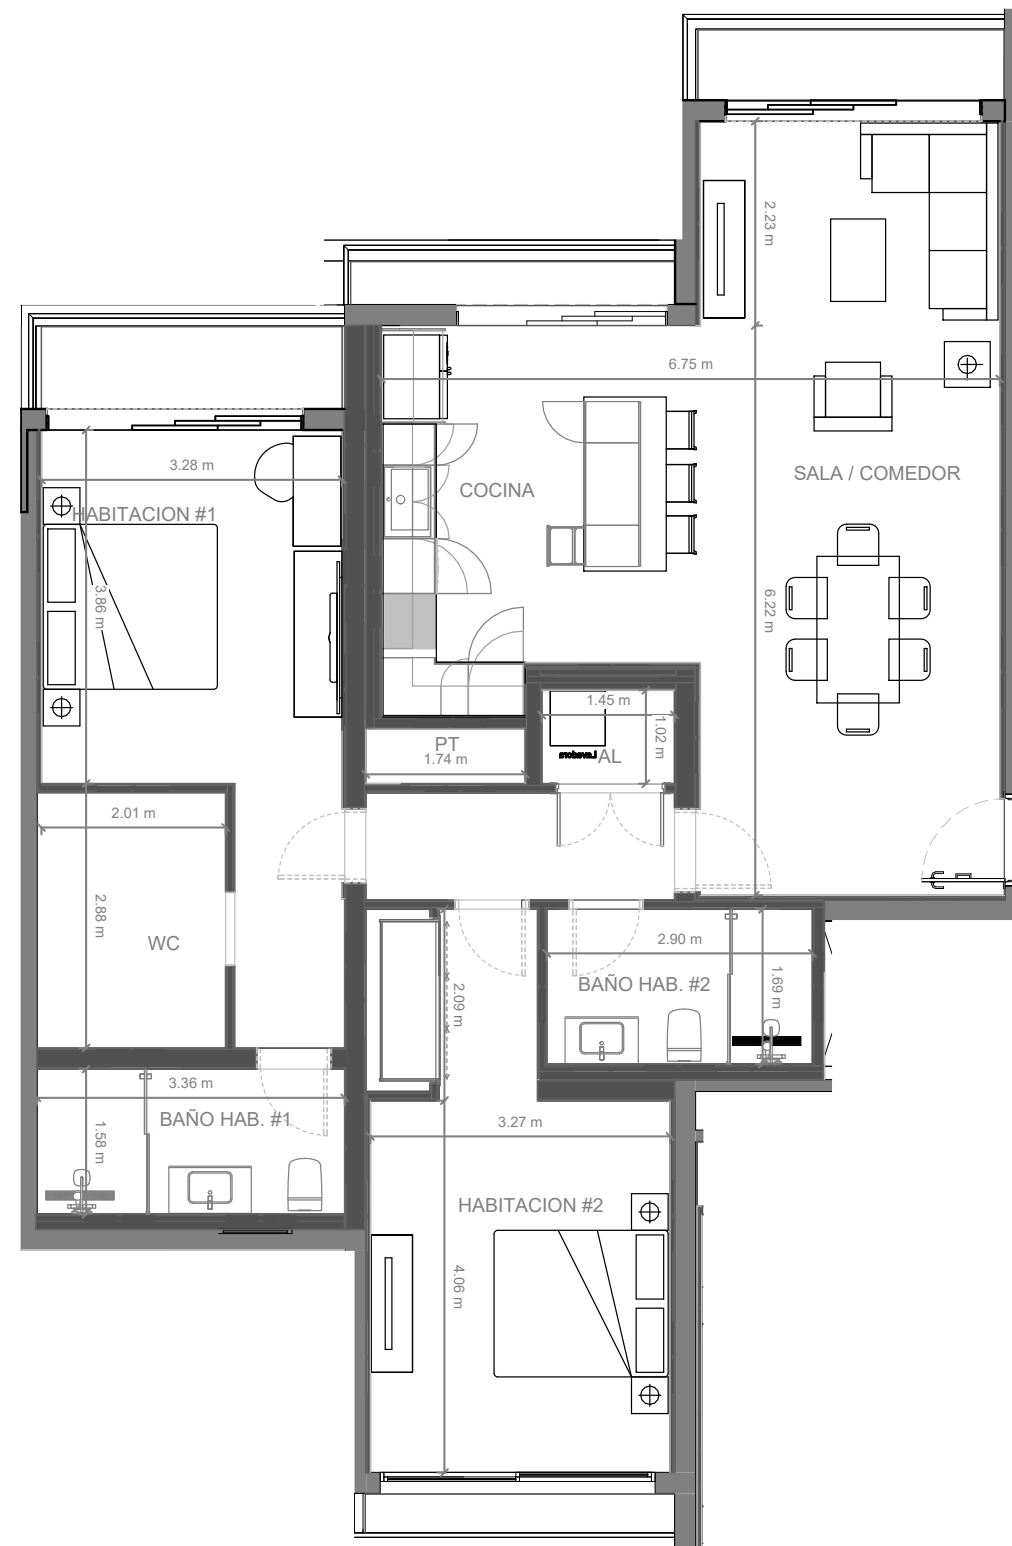 2.23 m
6.75 m
SALA / COMEDOR
3.28 m
COCINA
HABITACION #1
3.86 m
6.22 m
1.45 m
1.02 m
PT
1.74 m
Lavadora
AL
2.01 m
2.88 m
WC
2.90 m
2.09 m
BAÑO HAB. #2
1.69 m
3.36 m
BAÑO HAB. #1
1.58 m
3.27 m
HABITACION #2
4.06 m